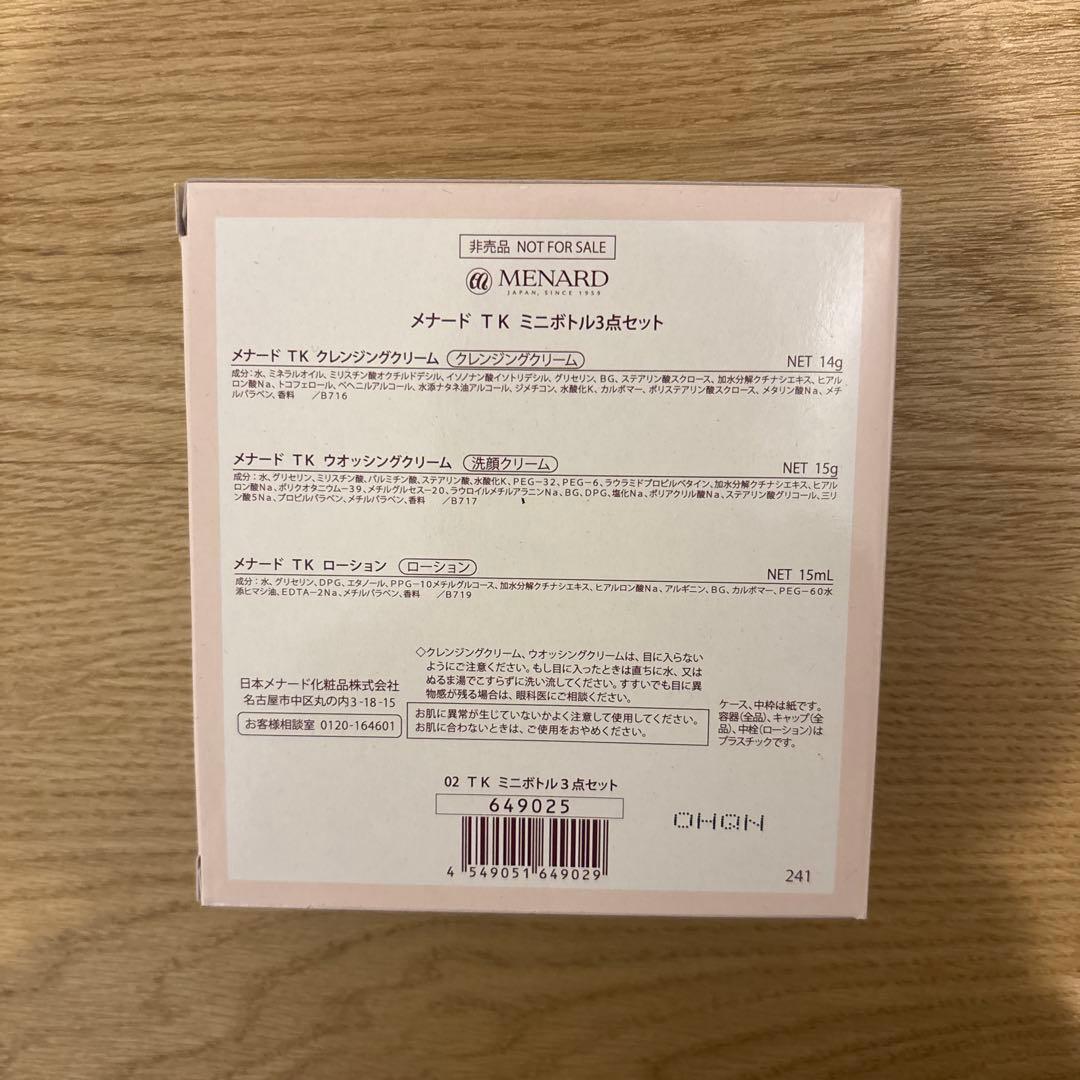 非売品 NOT FOR SALE
MENARD
JAPAN, SINCE 1959
メナード TK ミニボトル3点セット
メナード TK クレンジングクリーム クレンジングクリーム NET 14g
成分：水、ミネラルオイル、ミリスチン酸オクチルドデシル、イソノナン酸イソトリデシル、グリセリン、BG、ステアリン酸スクロース、加水分解クチナシエキス、ヒアル
ロン酸Na、トコフェロール、ベヘニルアルコール、水添ナタネ油アルコール、ジメチコン、水酸化K、カルボマー、ポリステアリン酸スクロース、メタリン酸Na、メチ
ルパラベン、香料 ／B716
メナード TK ウオッシングクリーム 洗顔クリーム NET 15g
成分：水、グリセリン、ミリスチン酸、パルミチン酸、ステアリン酸、水酸化K、PEG−32、PEG−6、ラウラミドプロピルベタイン、加水分解クチナシエキス、ヒアル
ロン酸Na、ポリクオタニウム−39、メチルグルセス−20、ラウロイルメチルアラニンNa、BG、DPG、塩化Na、ポリアクリル酸Na、ステアリン酸グリコール、三リン
酸5Na、プロピルパラベン、メチルパラベン、香料 ／B717
メナード TK ローション ローション NET 15mL
成分：水、グリセリン、DPG、エタノール、PPG−10メチルグルコース、加水分解クチナシエキス、ヒアルロン酸Na、アルギニン、BG、カルボマー、PEG−60水
添ヒマシ油、EDTA−2Na、メチルパラベン、香料 ／B719
◇クレンジングクリーム、ウオッシングクリームは、目に入らない
ようにご注意ください。もし目に入ったときは直ちに水、又は
ぬるま湯でこすらずに洗い流してください。すすいでも目に異
物感が残る場合は、眼科医にご相談ください。
日本メナード化粧品株式会社
名古屋市中区丸の内3-18-15
お客様相談室 0120-164601
お肌に異常が生じていないかよく注意して使用してください。
お肌に合わないときは、ご使用をおやめください。
ケース、中枠は紙です。
容器(全品)、キャップ(全
品)、中栓(ローション)は
プラスチックです。
02 TK ミニボトル3点セット
649025
4 549051 649029
OHQN
241